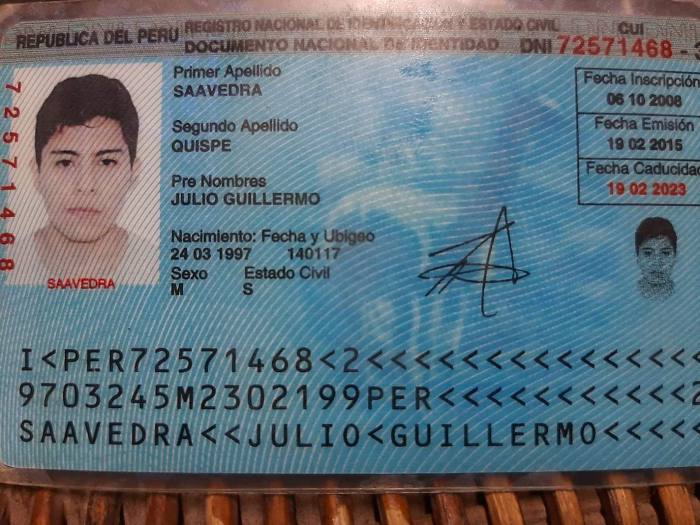 REPUBLICA DEL PERU
REGISTRO NACIONAL DE IDENTIFICACION Y ESTADO CIVIL
DOCUMENTO NACIONAL DE IDENTIDAD
CUI
DNI 72571468 -
72571468
Primer Apellido
SAAVEDRA
Segundo Apellido
QUISPE
Pre Nombres
JULIO GUILLERMO
Nacimiento: Fecha y Ubigeo
24 03 1997 140117
Sexo Estado Civil
M S
Fecha Inscripción
06 10 2008
Fecha Emisión
19 02 2015
Fecha Caducidad
19 02 2023
SAAVEDRA
I<PER72571468<2<<<<<<<<<<<<<<<
9703245M2302199PER<<<<<<<<<<<2
SAAVEDRA<<JULIO<GUILLERMO<<<<<